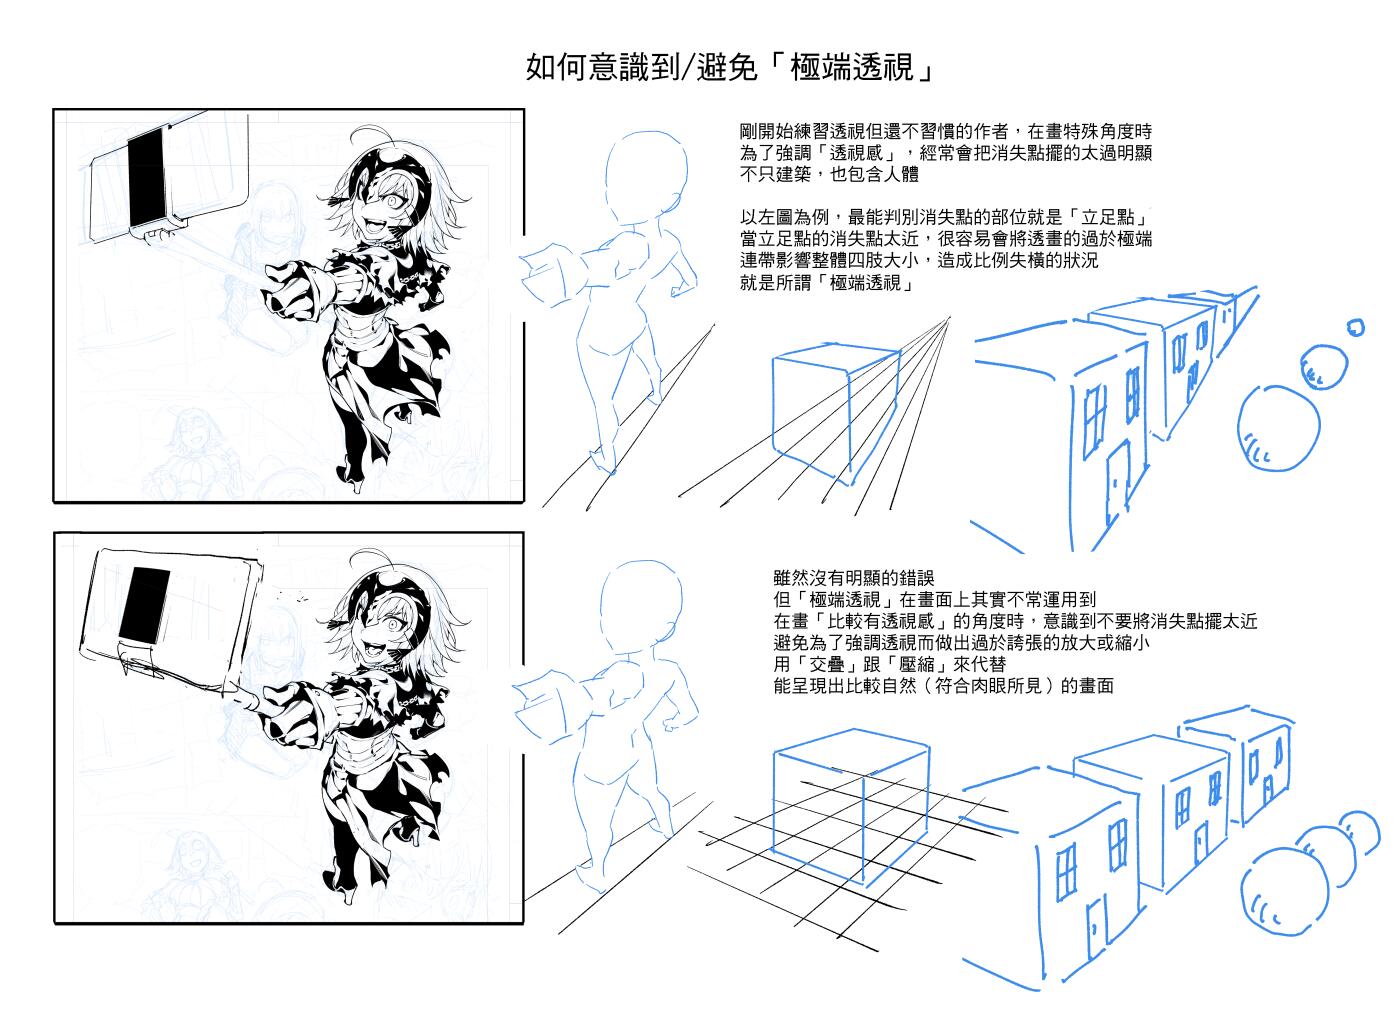 如何意識到/避免「極端透視」
剛開始練習透視但還不習慣的作者，在畫特殊角度時
為了強調「透視感」，經常會把消失點擺的太過明顯
不只建築，也包含人體
以左圖為例，最能判別消失點的部位就是「立足點」
當立足點的消失點太近，很容易會將透畫的過於極端
連帶影響整體四肢大小，造成比例失橫的狀況
就是所謂「極端透視」
雖然沒有明顯的錯誤
但「極端透視」在畫面上其實不常運用到
在畫「比較有透視感」的角度時，意識到不要將消失點擺太近
避免為了強調透視而做出過於誇張的放大或縮小
用「交疊」跟「壓縮」來代替
能呈現出比較自然（符合肉眼所見）的畫面